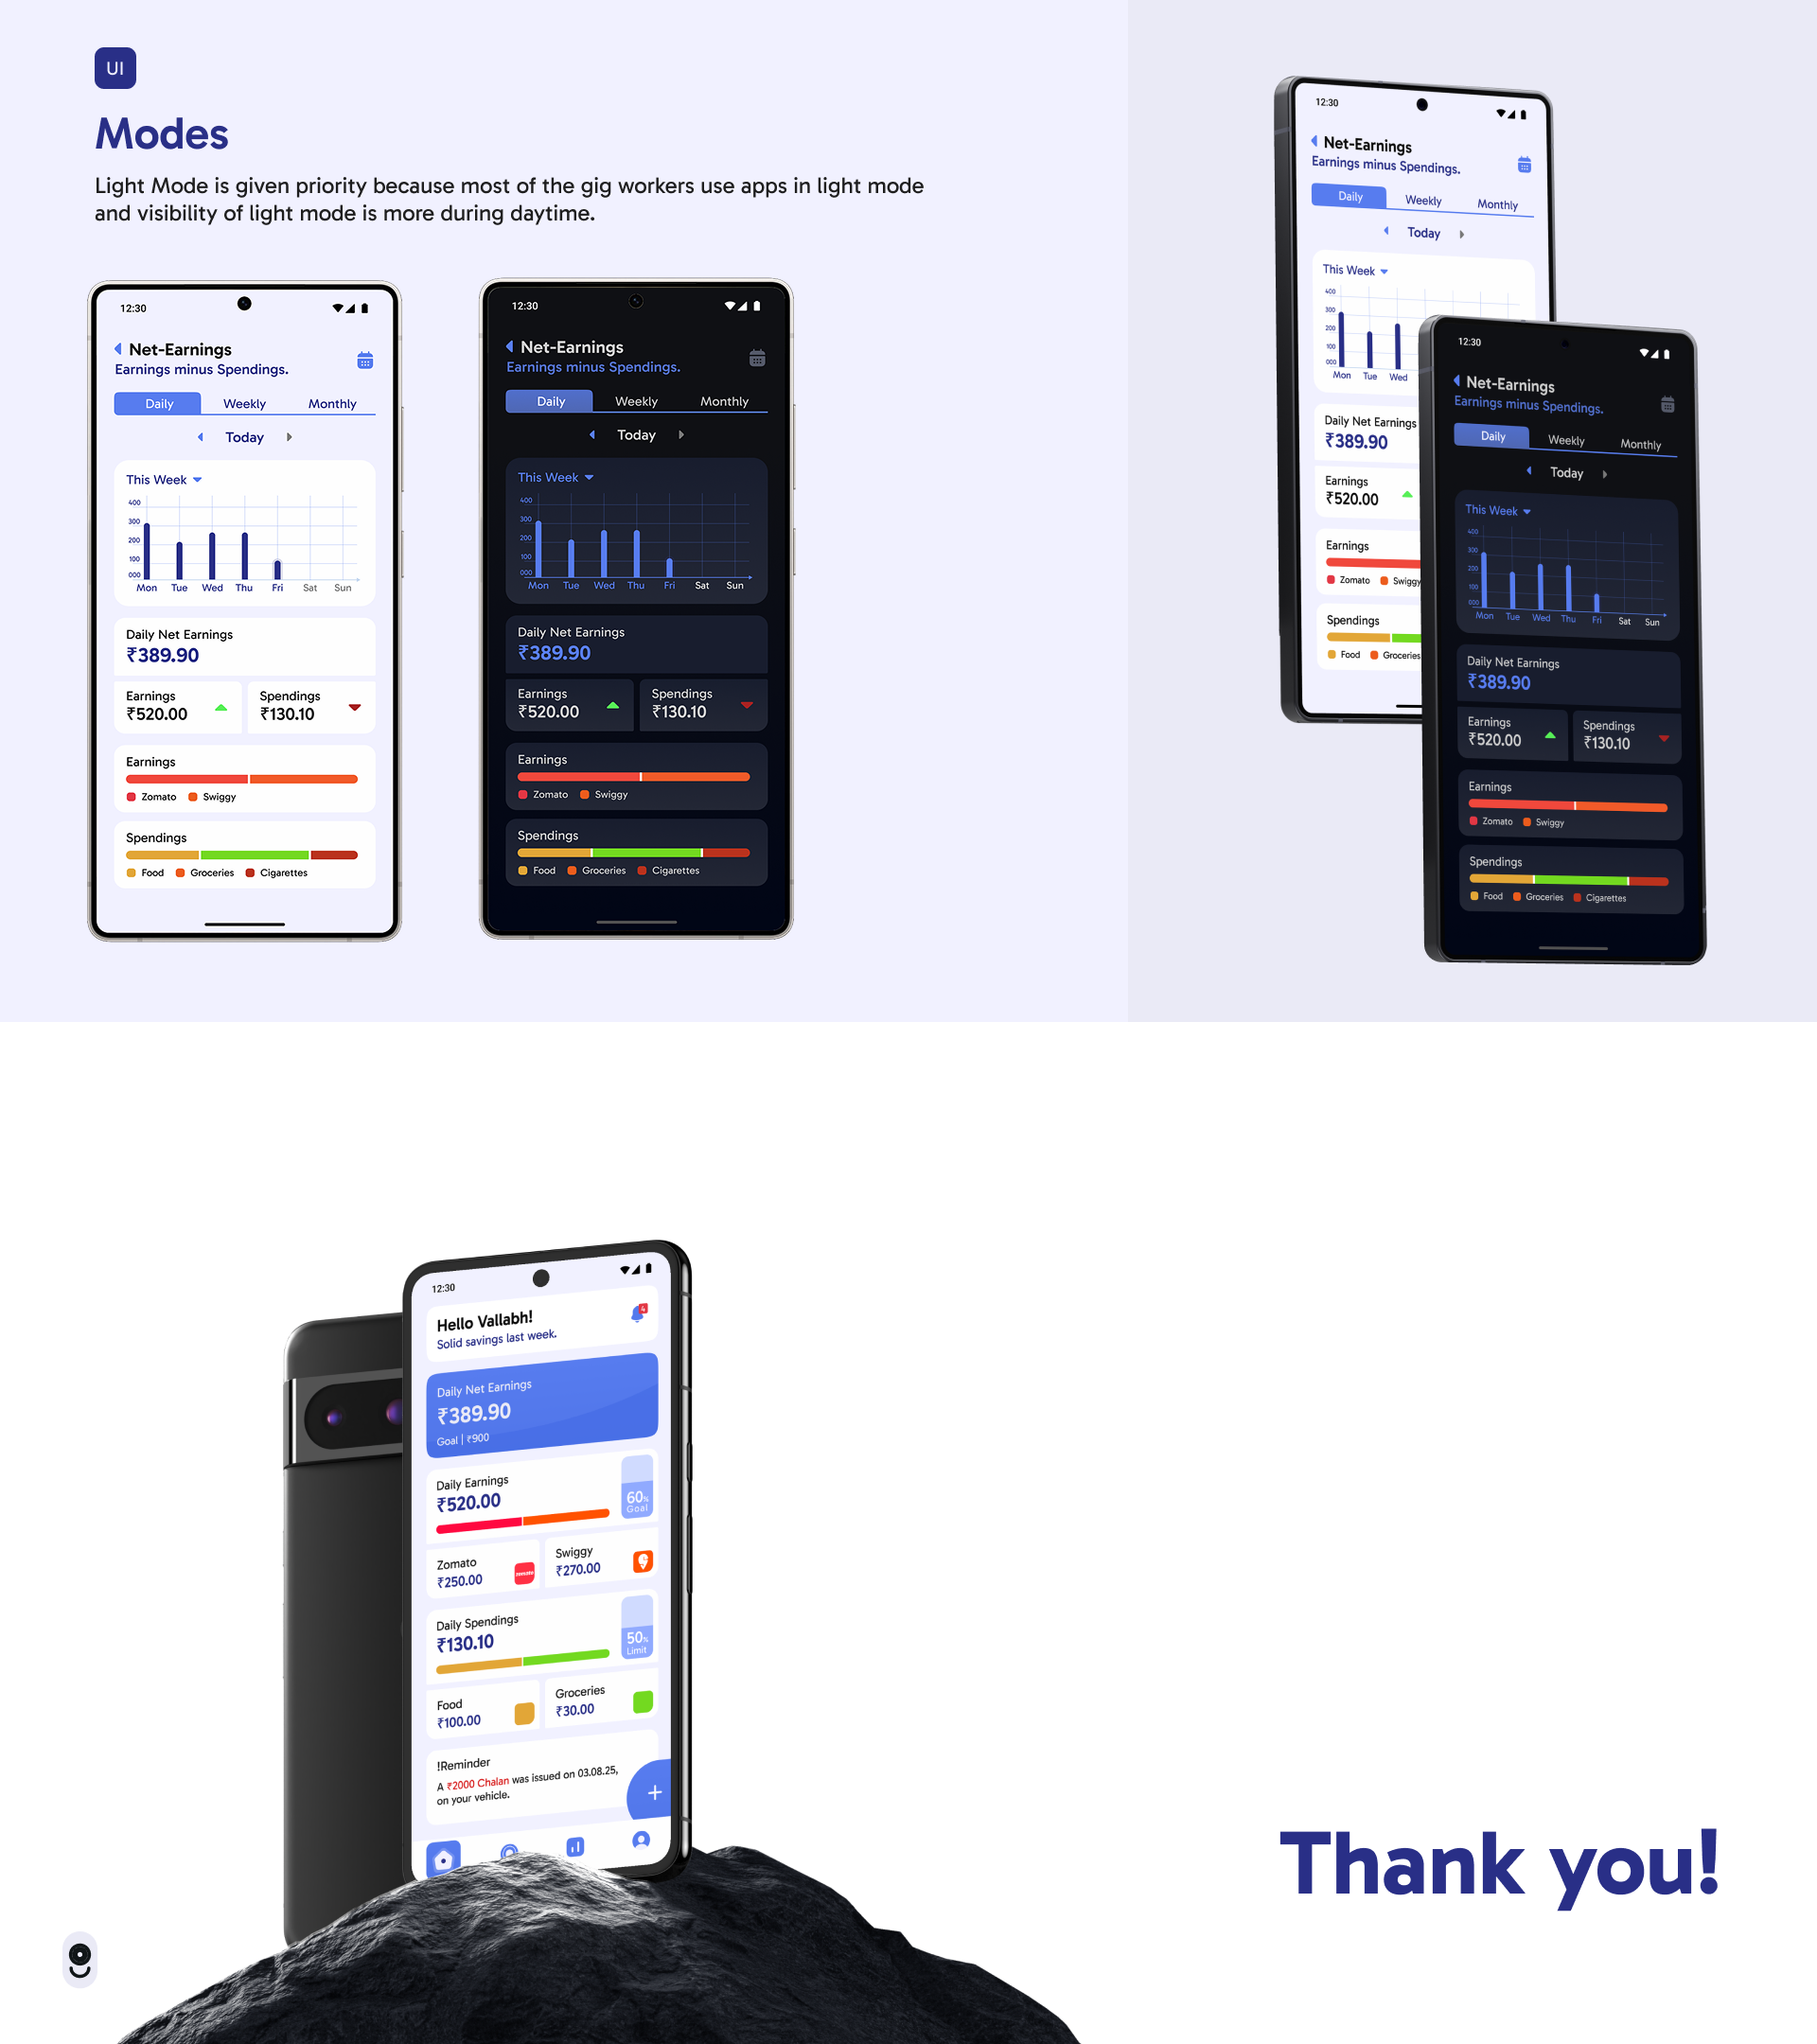 UI
Modes
Light Mode is given priority because most of the gig workers use apps in light mode
and visibility of light mode is more during daytime.
12:30
Net-Earnings
Earnings minus Spendings.
Daily Weekly Monthly
Today
This Week
400
300
200
100
000
Mon Tue Wed Thu Fri Sat Sun
Daily Net Earnings
₹389.90
Earnings Spendings
₹520.00 ₹130.10
Earnings
Zomato Swiggy
Spendings
Food Groceries Cigarettes
12:30
Net-Earnings
Earnings minus Spendings.
Daily Weekly Monthly
Today
This Week
400
300
200
100
000
Mon Tue Wed Thu Fri Sat Sun
Daily Net Earnings
₹389.90
Earnings Spendings
₹520.00 ₹130.10
Earnings
Zomato Swiggy
Spendings
Food Groceries Cigarettes
12:30
Net-Earnings
Earnings minus Spendings.
Daily Weekly Monthly
Today
This Week
400
300
200
100
000
Mon Tue Wed
Daily Net Earnings
₹389.90
Earnings
₹520.00
Earnings
Zomato Swiggy
Spendings
Food Groceries
12:30
Net-Earnings
Earnings minus Spendings.
Daily Weekly Monthly
Today
This Week
400
300
200
100
000
Mon Tue Wed Thu Fri Sat Sun
Daily Net Earnings
₹389.90
Earnings Spendings
₹520.00 ₹130.10
Earnings
Zomato Swiggy
Spendings
Food Groceries Cigarettes
12:30
Hello Vallabh!
4
Solid savings last week.
Daily Net Earnings
₹389.90
Goal | ₹900
Daily Earnings
₹520.00
60%
Goal
Zomato Swiggy
₹250.00 zomato ₹270.00
Daily Spendings
₹130.10
50%
Limit
Food Groceries
₹100.00 ₹30.00
!Reminder
A ₹2000 Chalan was issued on 03.08.25,
on your vehicle.
Thank you!